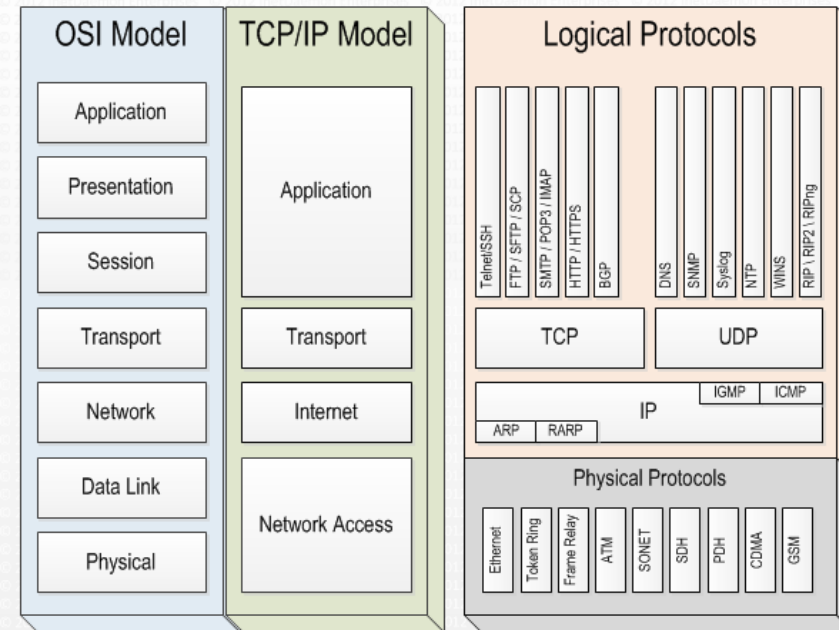 OSI Model
Application
Presentation
Session
Transport
Network
Data Link
Physical
TCP/IP Model
Application
Transport
Internet
Network Access
Logical Protocols
Telnet/SSH
FTP / SFTP / SCP
SMTP / POP3 / IMAP
HTTP / HTTPS
BGP
DNS
SNMP
Syslog
NTP
WINS
RIP \ RIP2 \ RIPng
TCP
UDP
IP
IGMP
ICMP
ARP
RARP
Physical Protocols
Ethernet
Token Ring
Frame Relay
ATM
SONET
SDH
PDH
CDMA
GSM